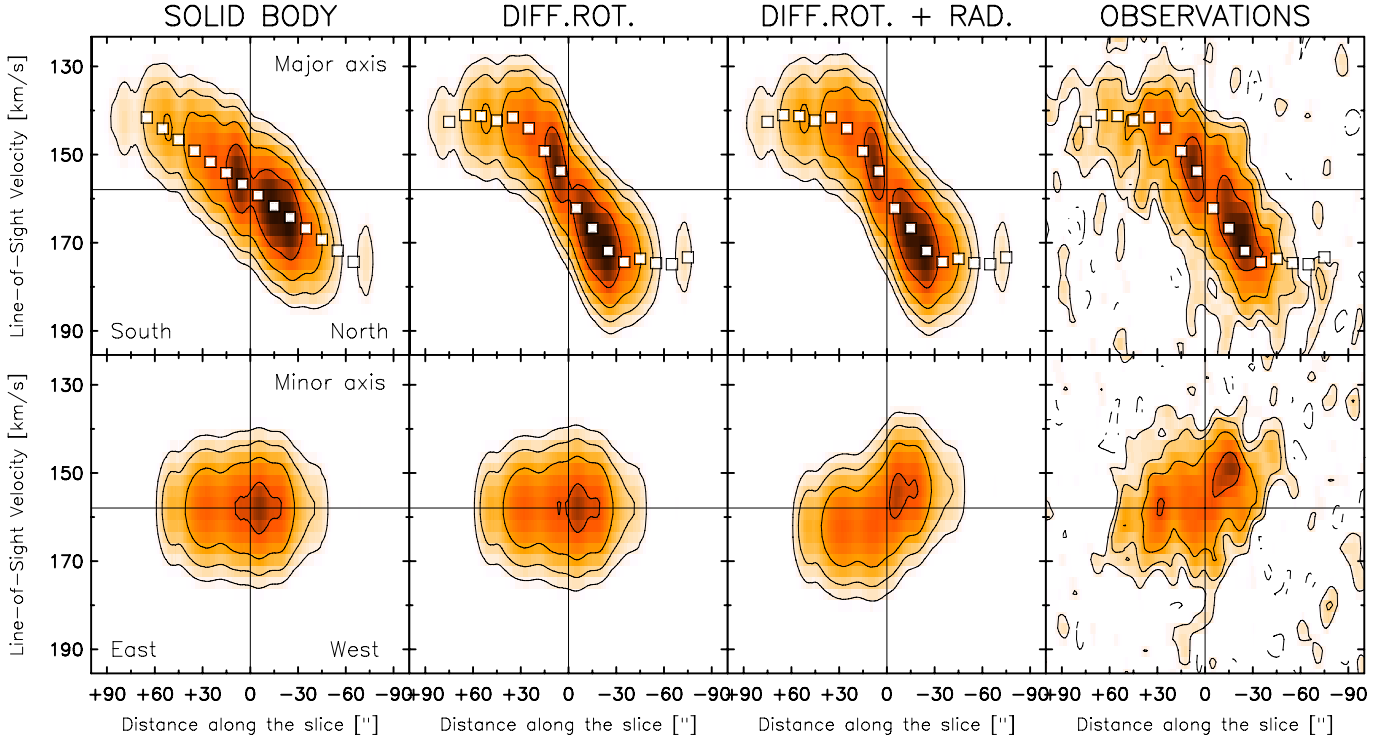 SOLID BODY
DIFF.ROT.
DIFF.ROT. + RAD.
OBSERVATIONS
Line-of-Sight Velocity [km/s]
130
150
170
190
Major axis
South
North
Line-of-Sight Velocity [km/s]
130
150
170
190
Minor axis
East
West
+90 +60 +30 0 -30 -60 -90
+90 +60 +30 0 -30 -60 -90
+90 +60 +30 0 -30 -60 -90
+90 +60 +30 0 -30 -60 -90
Distance along the slice ["]
Distance along the slice ["]
Distance along the slice ["]
Distance along the slice ["]